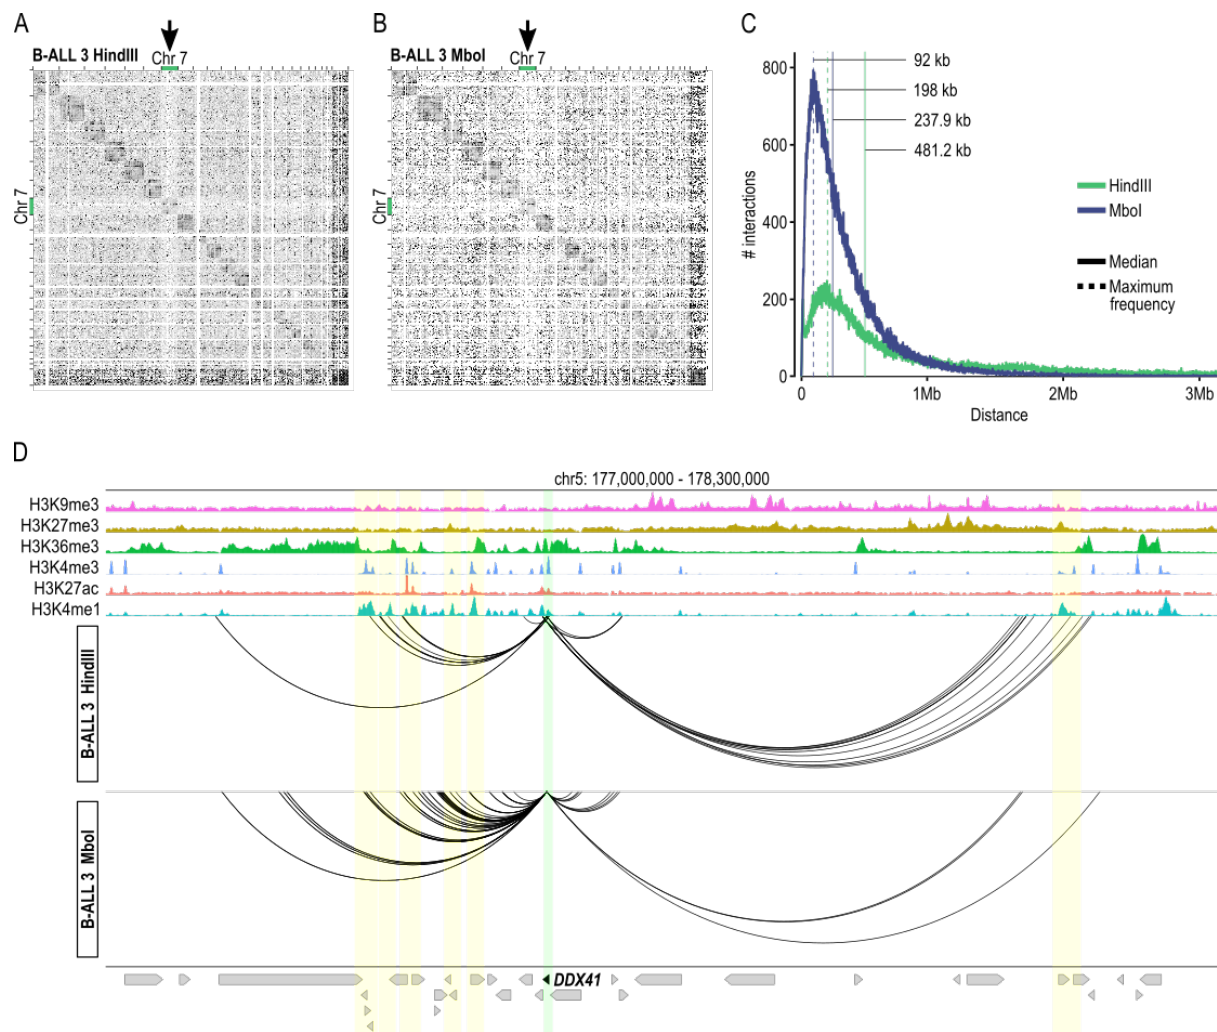 A
B-ALL 3 HindIII
Chr 7
Chr 7
B
B-ALL 3 MboI
Chr 7
Chr 7
C
800
600
400
200
0
# interactions
92 kb
198 kb
237.9 kb
481.2 kb
HindIII
MboI
Median
Maximum
frequency
0
1Mb
2Mb
3Mb
Distance
D
chr5: 177,000,000 - 178,300,000
H3K9me3
H3K27me3
H3K36me3
H3K4me3
H3K27ac
H3K4me1
B-ALL 3 HindIII
B-ALL 3 MboI
DDX41